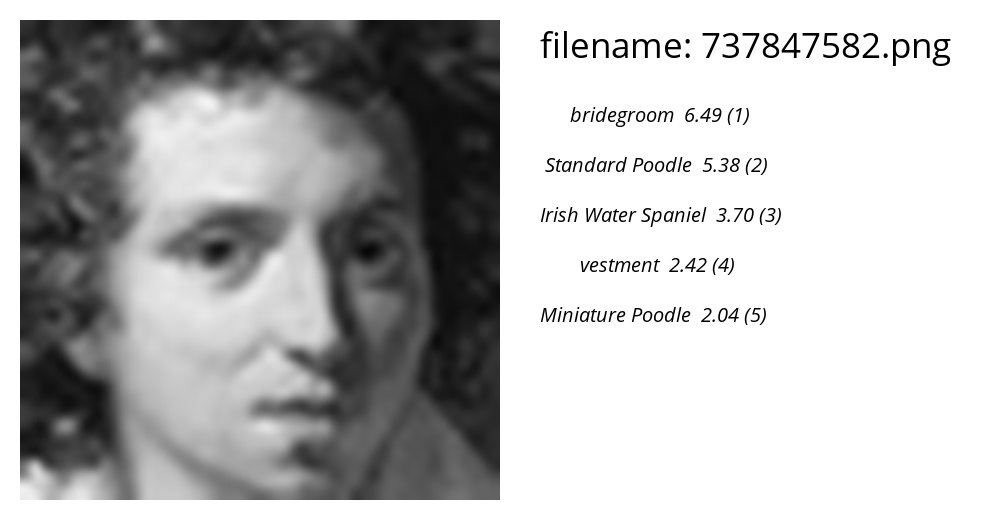 filename: 737847582.png
bridegroom 6.49 (1)
Standard Poodle 5.38 (2)
Irish Water Spaniel 3.70 (3)
vestment 2.42 (4)
Miniature Poodle 2.04 (5)